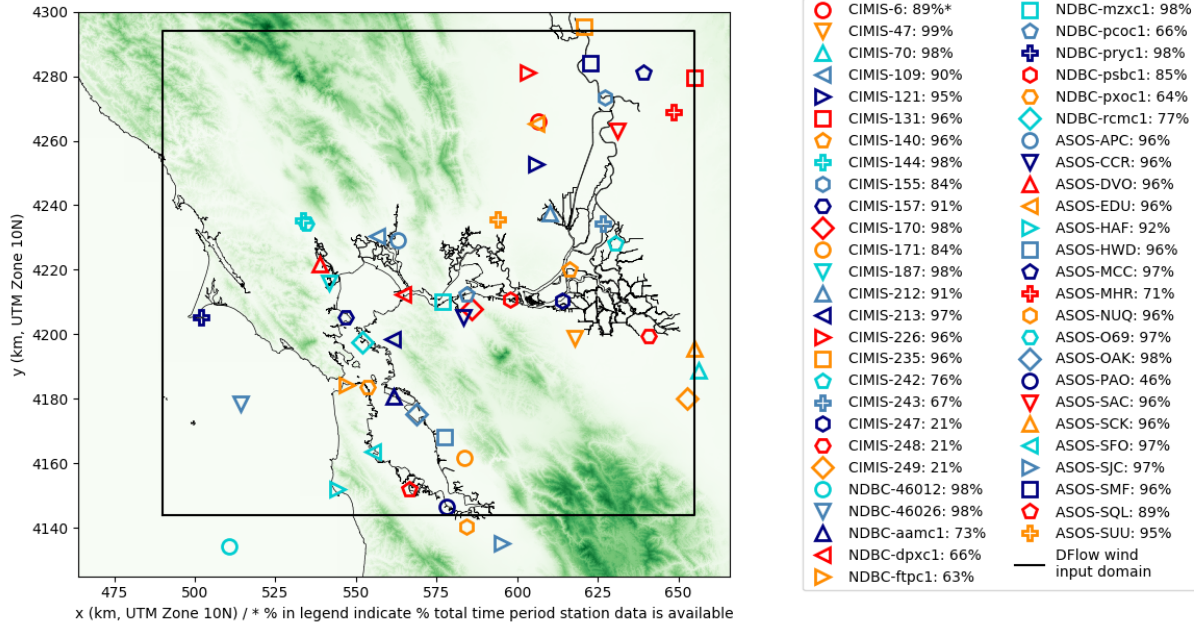 4300
4280
4260
4240
4220
4200
4180
4160
4140
y (km, UTM Zone 10N)
475
500
525
550
575
600
625
650
x (km, UTM Zone 10N) / * % in legend indicate % total time period station data is available
CIMIS-6: 89%*
CIMIS-47: 99%
CIMIS-70: 98%
CIMIS-109: 90%
CIMIS-121: 95%
CIMIS-131: 96%
CIMIS-140: 96%
CIMIS-144: 98%
CIMIS-155: 84%
CIMIS-157: 91%
CIMIS-170: 98%
CIMIS-171: 84%
CIMIS-187: 98%
CIMIS-212: 91%
CIMIS-213: 97%
CIMIS-226: 96%
CIMIS-235: 96%
CIMIS-242: 76%
CIMIS-243: 67%
CIMIS-247: 21%
CIMIS-248: 21%
CIMIS-249: 21%
NDBC-46012: 98%
NDBC-46026: 98%
NDBC-aamc1: 73%
NDBC-dpxc1: 66%
NDBC-ftpc1: 63%
NDBC-mzxc1: 98%
NDBC-pcoc1: 66%
NDBC-pryc1: 98%
NDBC-psbc1: 85%
NDBC-pxoc1: 64%
NDBC-rcmc1: 77%
ASOS-APC: 96%
ASOS-CCR: 96%
ASOS-DVO: 96%
ASOS-EDU: 96%
ASOS-HAF: 92%
ASOS-HWD: 96%
ASOS-MCC: 97%
ASOS-MHR: 71%
ASOS-NUQ: 96%
ASOS-O69: 97%
ASOS-OAK: 98%
ASOS-PAO: 46%
ASOS-SAC: 96%
ASOS-SCK: 96%
ASOS-SFO: 97%
ASOS-SJC: 97%
ASOS-SMF: 96%
ASOS-SQL: 89%
ASOS-SUU: 95%
DFlow wind
input domain